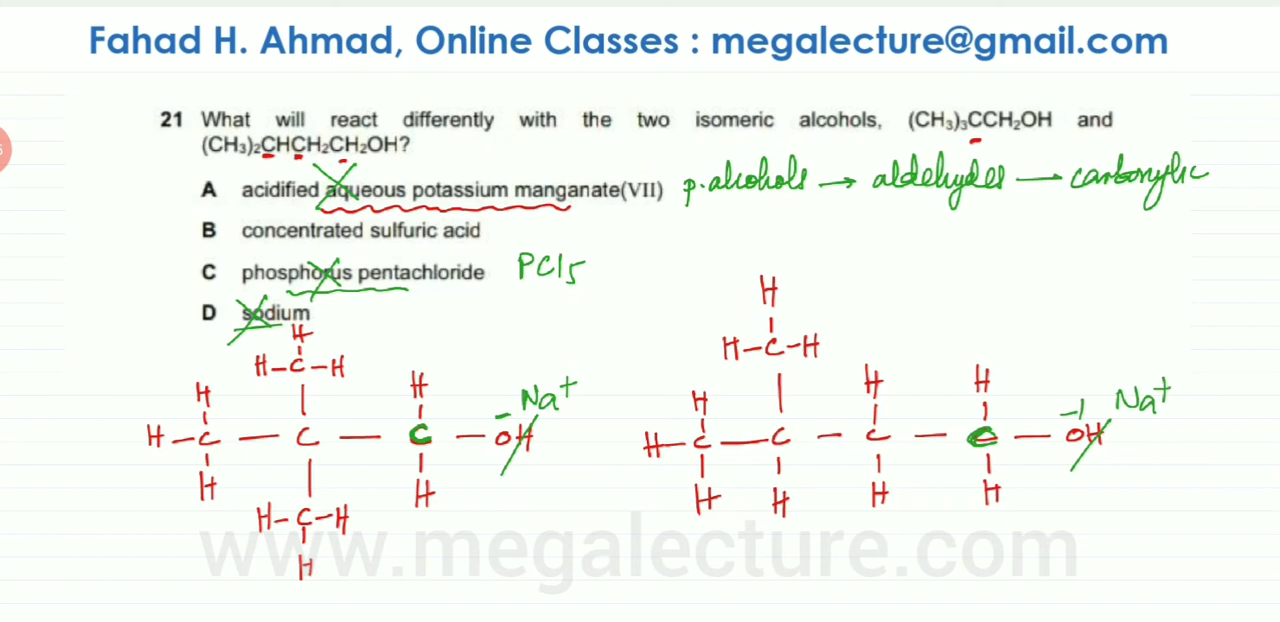 Fahad H. Ahmad, Online Classes : megalecture@gmail.com
21 What will react differently with the two isomeric alcohols, (CH₃)₃CCH₂OH and
(CH₃)₂CHCH₂CH₂OH?
A acidified aqueous potassium manganate(VII) p.alcohols → aldehydes → carboxylic
B concentrated sulfuric acid
C phosphorus pentachloride PCl5
D sodium
H
H
H-C-H
H-C-H
H
H
H
H
H
Na+
H
Na+
H-C — C — C — OH
-
H-C — C — C — C — OH
-1
H
H
H
H
H
H
H-C-H
H
www.megalecture.com